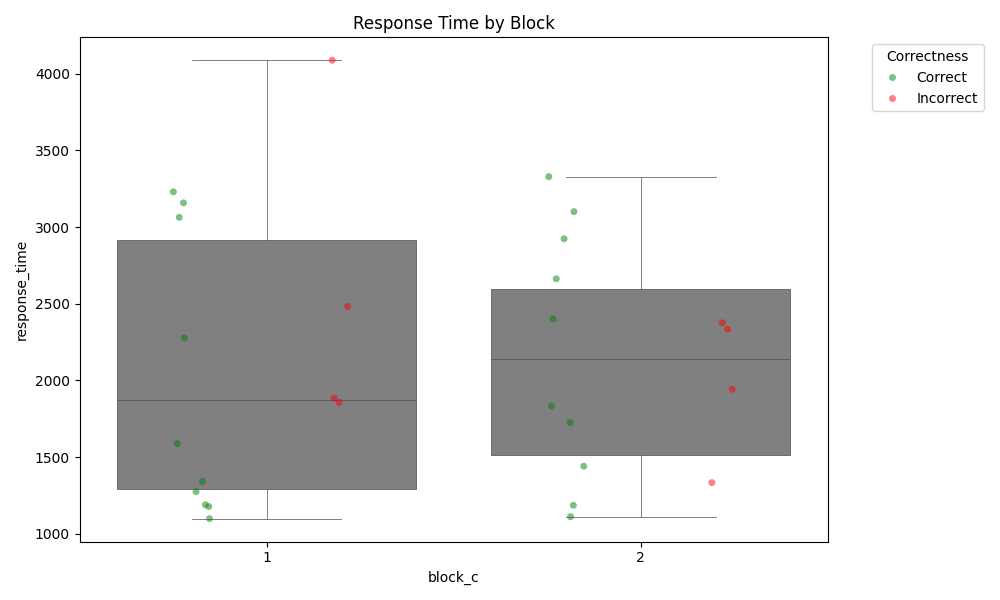 Response Time by Block
Correctness
Correct
Incorrect
4000
3500
3000
2500
2000
1500
1000
response_time
1
2
block_c